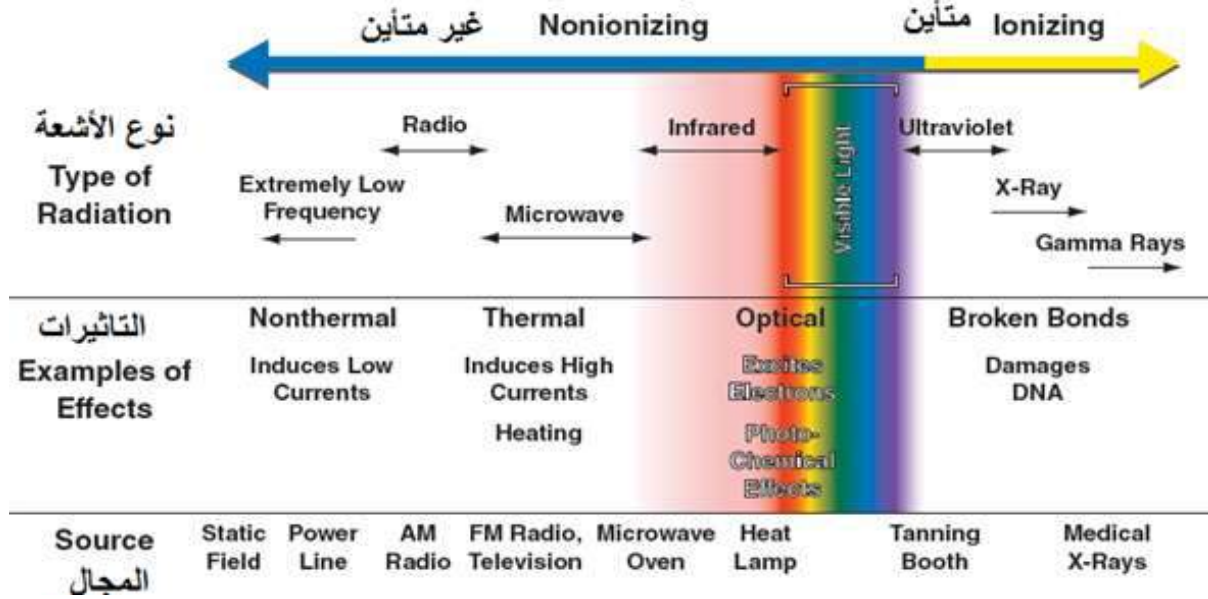 غير متأين Nonionizing متأين Ionizing
نوع الأشعة
Type of
Radiation
Extremely Low
Frequency
Radio
Microwave
Infrared
Visible Light
Ultraviolet
X-Ray
Gamma Rays
التاثيرات
Examples of
Effects
Nonthermal
Induces Low
Currents
Thermal
Induces High
Currents
Heating
Optical
Excites
Electrons
Photo-
Chemical
Effects
Broken Bonds
Damages
DNA
Source
المجال
Static
Field
Power
Line
AM
Radio
FM Radio,
Television
Microwave
Oven
Heat
Lamp
Tanning
Booth
Medical
X-Rays